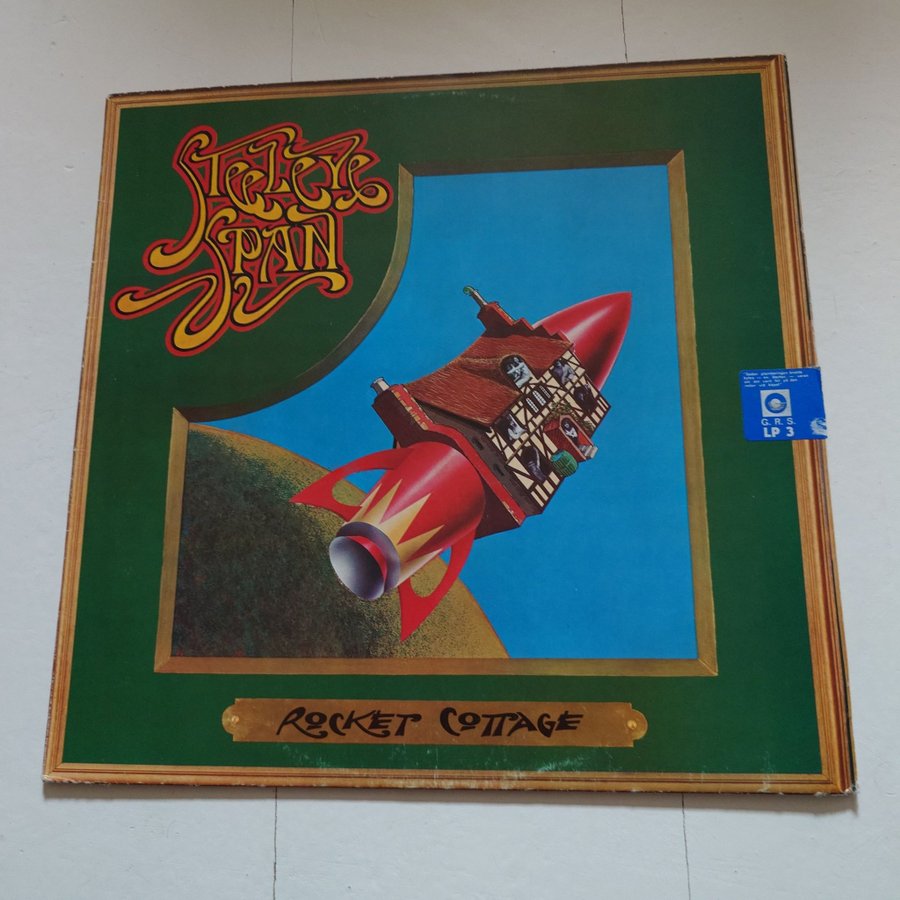 STEELEYE
SPAN
G. R. S.
LP 3
ROCKET COTTAGE